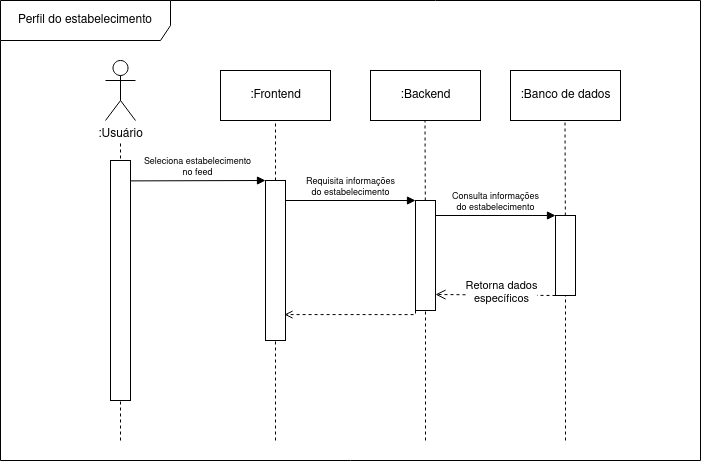 Perfil do estabelecimento
:Usuário
:Frontend
:Backend
:Banco de dados
Seleciona estabelecimento
no feed
Requisita informações
do estabelecimento
Consulta informações
do estabelecimento
Retorna dados
específicos